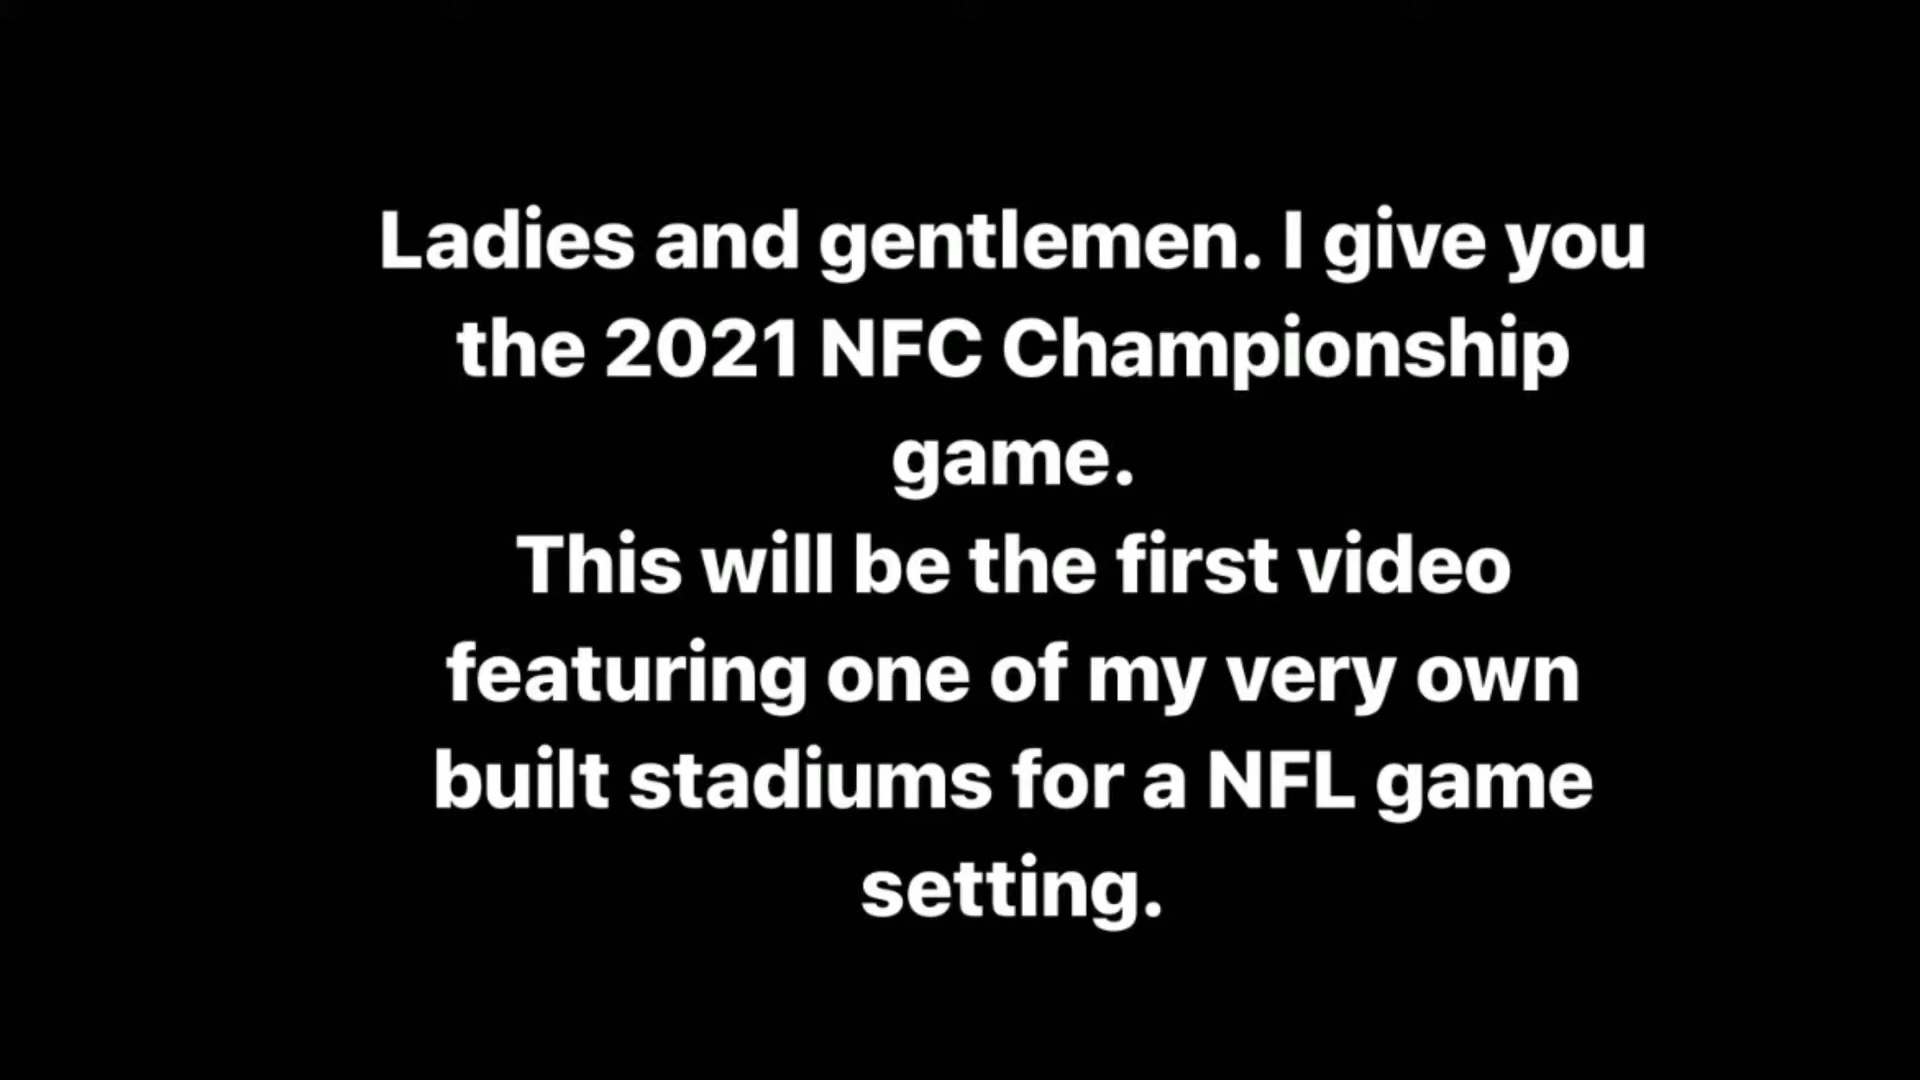 Ladies and gentlemen. I give you
the 2021 NFC Championship
game.
This will be the first video
featuring one of my very own
built stadiums for a NFL game
setting.